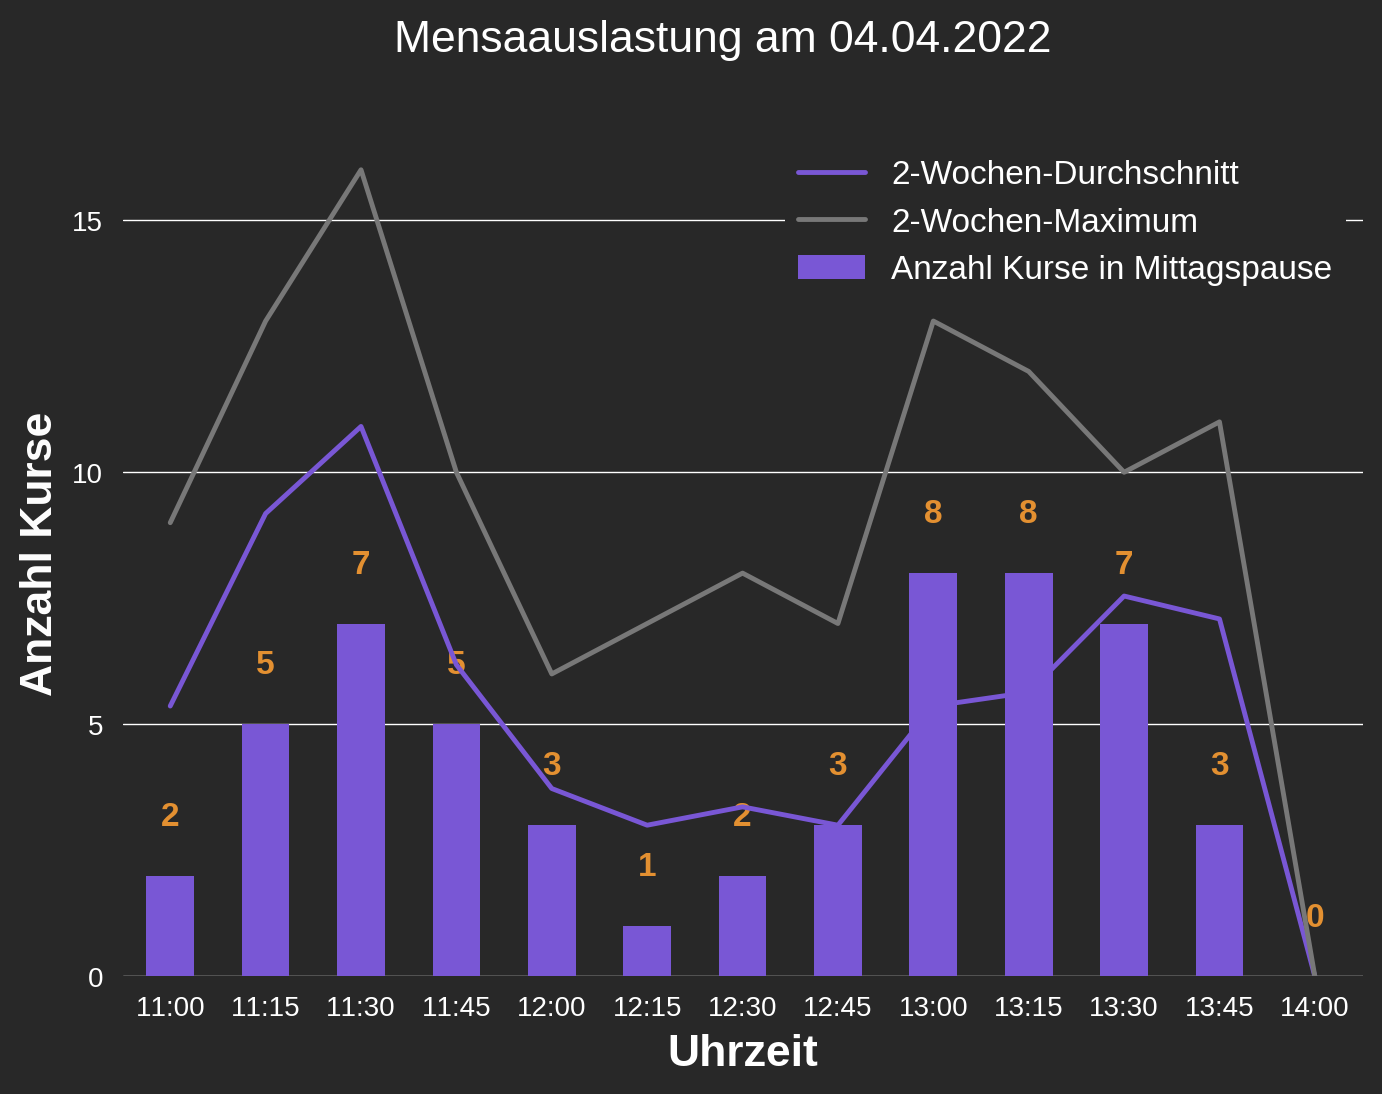 Mensaauslastung am 04.04.2022
2-Wochen-Durchschnitt
2-Wochen-Maximum
Anzahl Kurse in Mittagspause
Anzahl Kurse
15
10
5
0
2
5
7
5
3
1
2
3
8
8
7
3
0
11:00 11:15 11:30 11:45 12:00 12:15 12:30 12:45 13:00 13:15 13:30 13:45 14:00
Uhrzeit